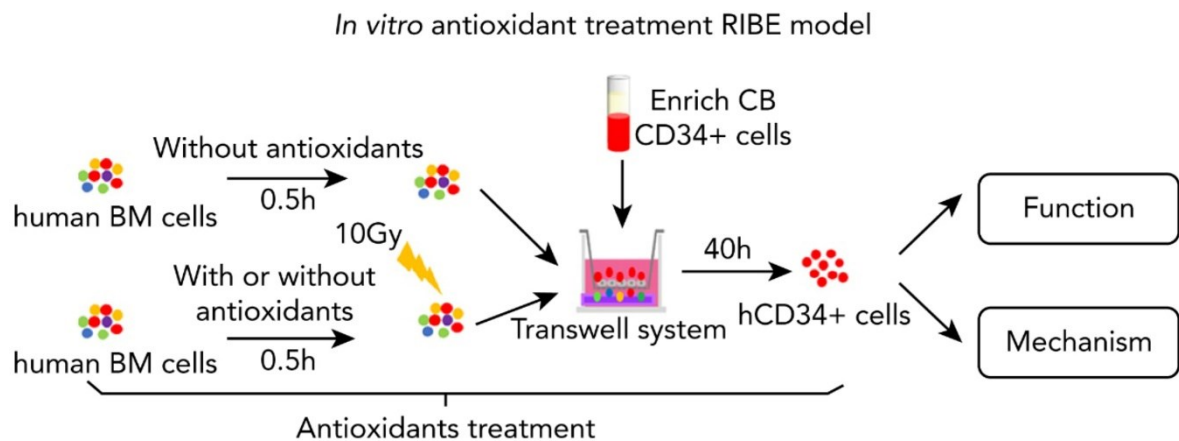 In vitro antioxidant treatment RIBE model
Enrich CB
CD34+ cells
Without antioxidants
0.5h
human BM cells
10Gy
With or without
antioxidants
0.5h
human BM cells
Transwell system
40h
hCD34+ cells
Function
Mechanism
Antioxidants treatment